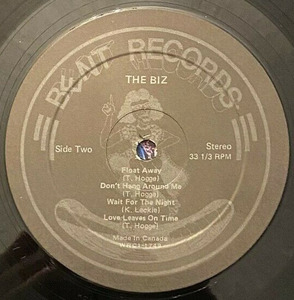 BENT RECORDS
THE BIZ
Side Two
Stereo
33 1/3 RPM
Float Away
(T. Hogge)
Don't Hang Around Me
(T. Hogge)
Wait For The Night
(K. Leckie)
Love Leaves On Time
(T. Hogge)
Made In Canada